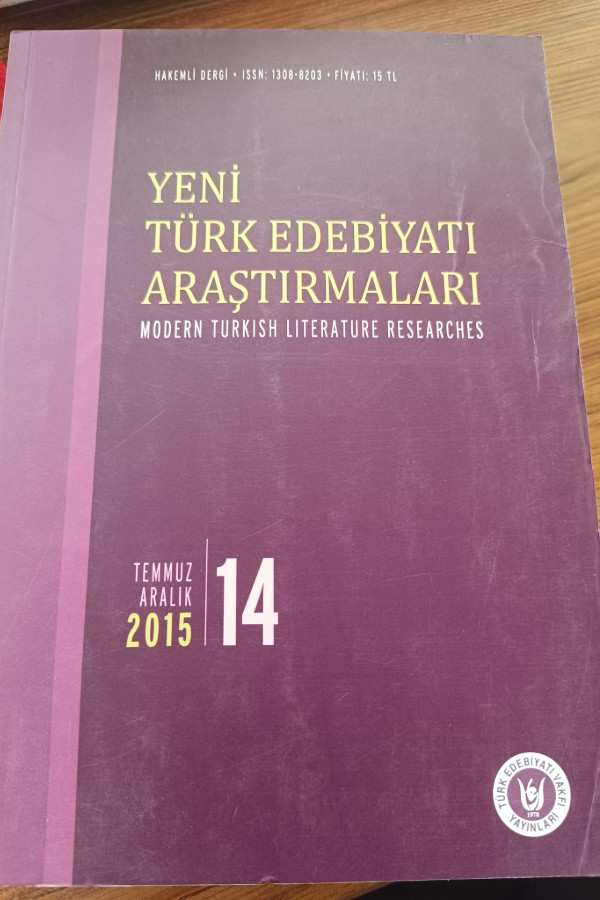 HAKEMLİ DERGİ • ISSN: 1308-8203 • FİYATI: 15 TL
YENİ
TÜRK EDEBİYATI
ARAŞTIRMALARI
MODERN TURKISH LITERATURE RESEARCHES
TEMMUZ
ARALIK
2015
14
TÜRK EDEBİYATI VAKFI
YAYINLARI
1978